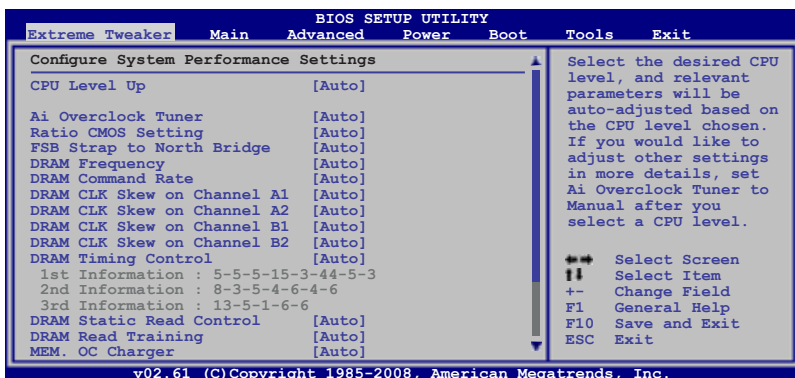 BIOS SETUP UTILITY
Extreme Tweaker Main Advanced Power Boot Tools Exit
Configure System Performance Settings
CPU Level Up [Auto]
Ai Overclock Tuner [Auto]
Ratio CMOS Setting [Auto]
FSB Strap to North Bridge [Auto]
DRAM Frequency [Auto]
DRAM Command Rate [Auto]
DRAM CLK Skew on Channel A1 [Auto]
DRAM CLK Skew on Channel A2 [Auto]
DRAM CLK Skew on Channel B1 [Auto]
DRAM CLK Skew on Channel B2 [Auto]
DRAM Timing Control [Auto]
1st Information : 5-5-5-15-3-44-5-3
2nd Information : 8-3-5-4-6-4-6
3rd Information : 13-5-1-6-6
DRAM Static Read Control [Auto]
DRAM Read Training [Auto]
MEM. OC Charger [Auto]
Select the desired CPU
level, and relevant
parameters will be
auto-adjusted based on
the CPU level chosen.
If you would like to
adjust other settings
in more details, set
Ai Overclock Tuner to
Manual after you
select a CPU level.
Select Screen
Select Item
+- Change Field
F1 General Help
F10 Save and Exit
ESC Exit
v02.61 (C)Copyright 1985-2008, American Megatrends, Inc.